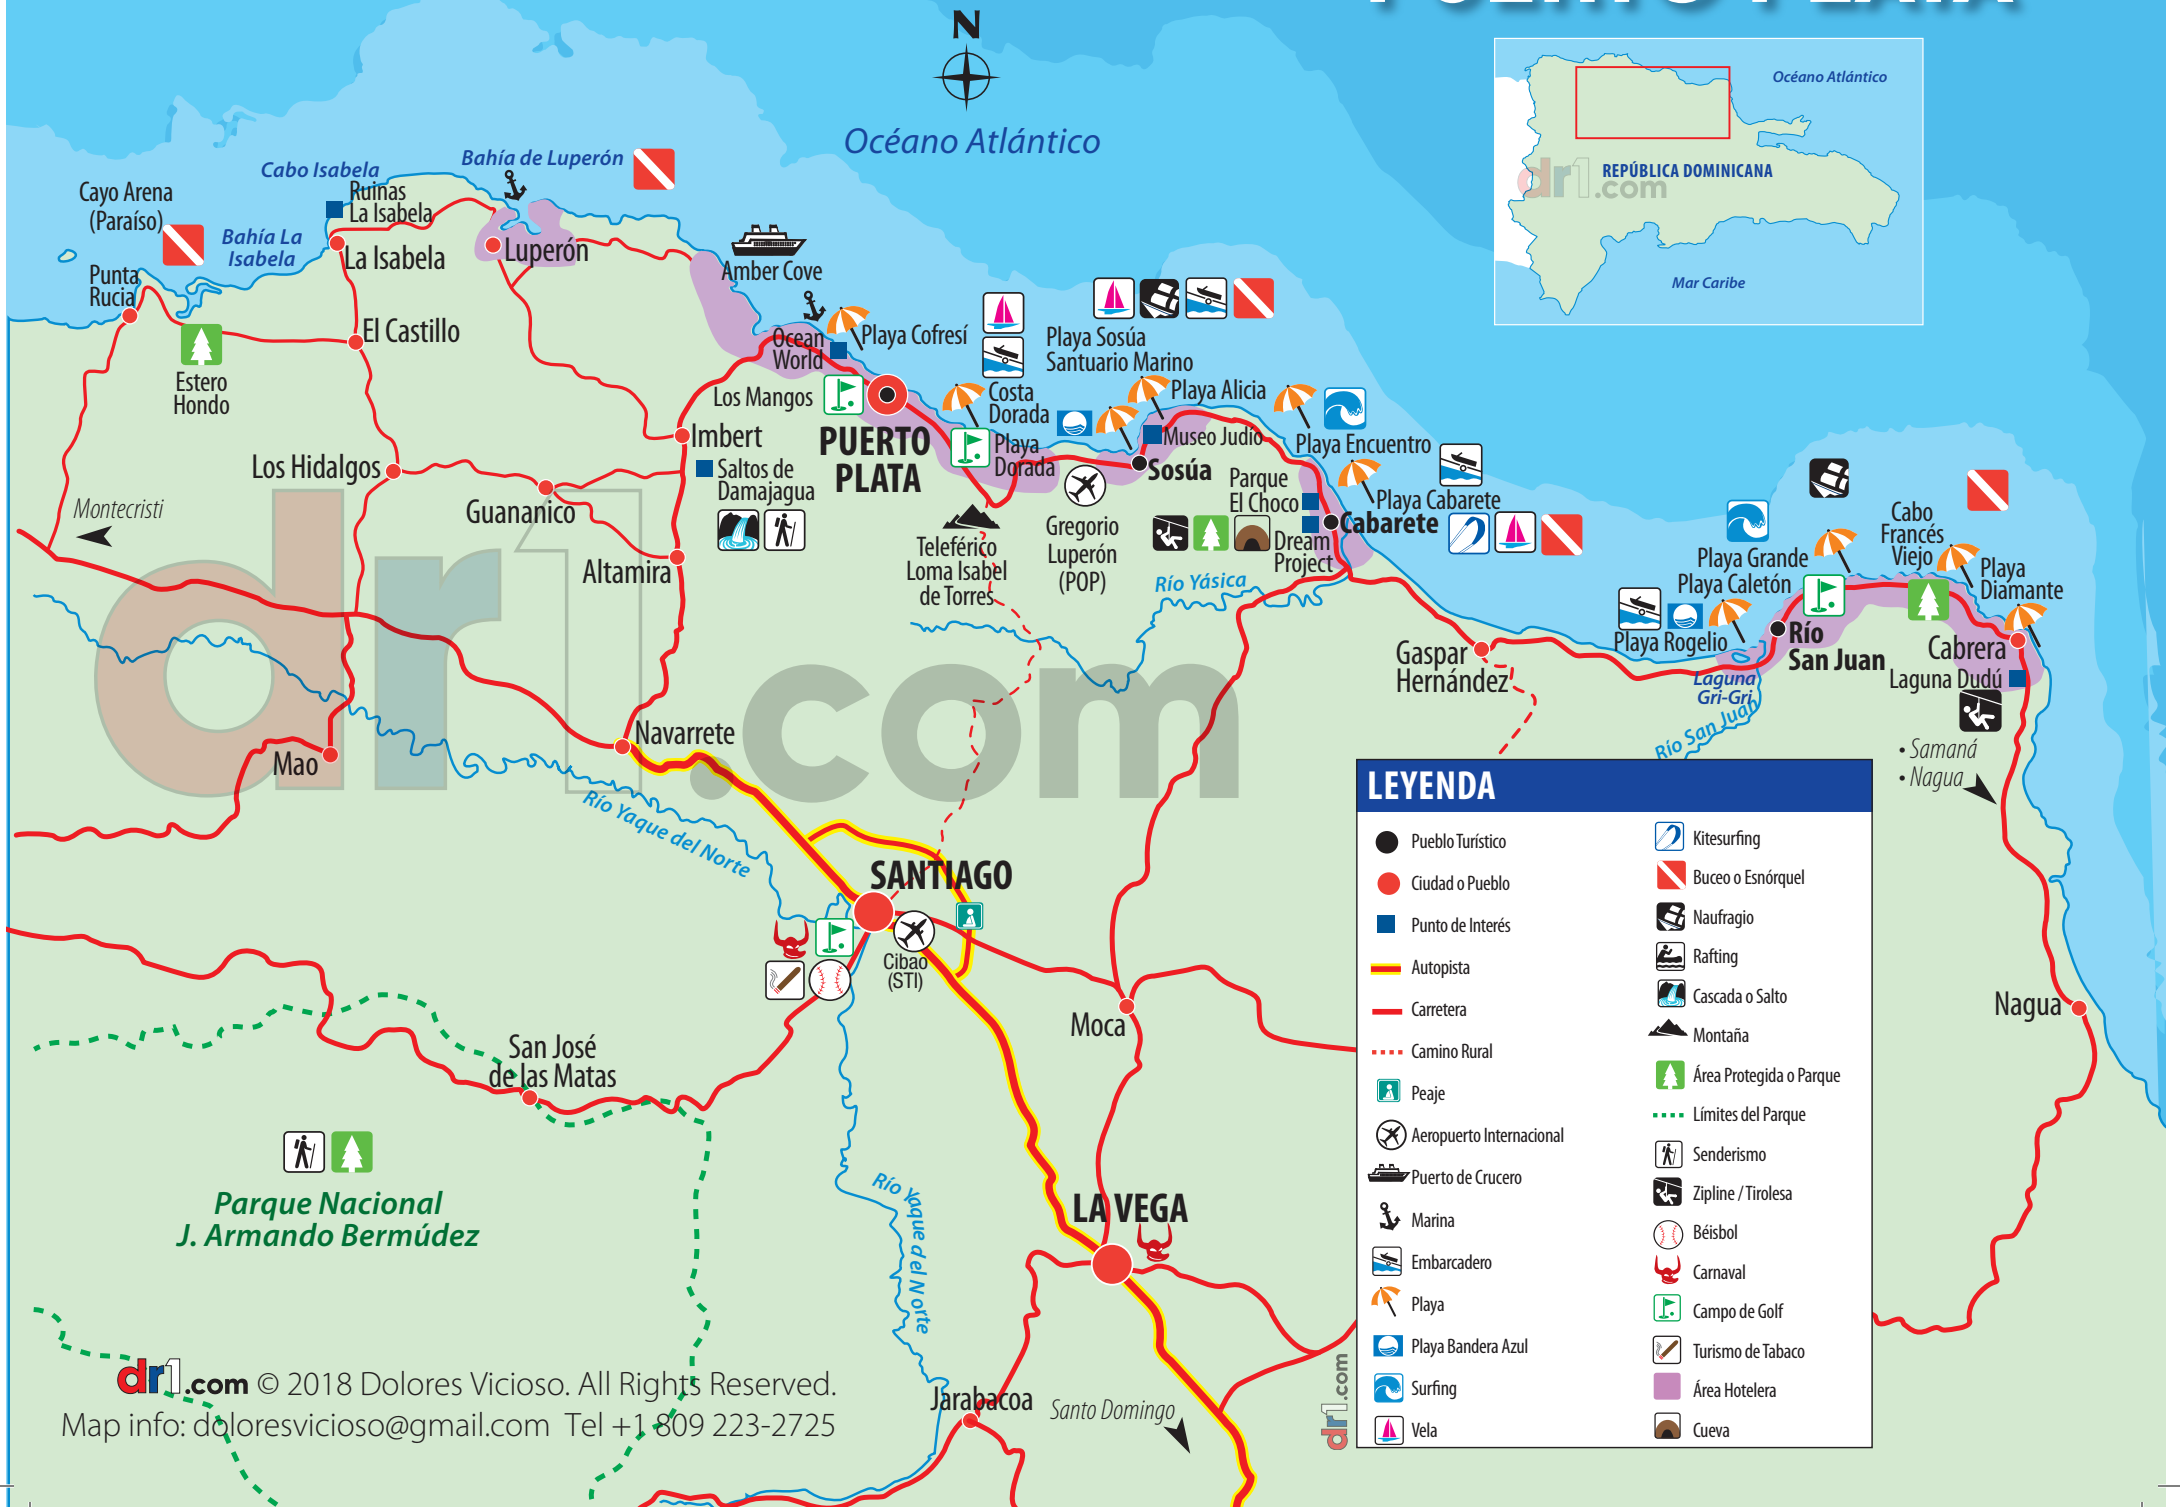 PUERTO PLATA
N
Océano Atlántico
Océano Atlántico
REPÚBLICA DOMINICANA
dr1.com
Mar Caribe
Cayo Arena
(Paraíso)
Cabo Isabela
Bahía de Luperón
Ruinas
La Isabela
Bahía La
Isabela
La Isabela
Luperón
Punta
Rucia
Amber Cove
El Castillo
Estero
Hondo
Ocean
World
Playa Cofresí
Playa Sosúa
Santuario Marino
Los Mangos
Costa
Dorada
Playa Alicia
PUERTO
PLATA
Playa
Dorada
Museo Judío
Playa Encuentro
Imbert
Los Hidalgos
Saltos de
Damajagua
Sosúa
Parque
El Choco
Playa Cabarete
Guananico
Montecristi
Cabarete
Gregorio
Luperón
(POP)
Dream
Project
Teleférico
Loma Isabel
de Torres
Altamira
Río Yásica
Cabo
Francés
Viejo
Playa Grande
Playa Caletón
Playa
Diamante
Playa Rogelio
Río
San Juan
Cabrera
Gaspar
Hernández
Laguna
Gri-Gri
Laguna Dudú
Río San Juan
• Samaná
• Nagua
dr1.com
Navarrete
Mao
Río Yaque del Norte
SANTIAGO
Cibao
(STI)
Moca
Nagua
San José
de las Matas
Parque Nacional
J. Armando Bermúdez
Río Yaque del Norte
LA VEGA
Jarabacoa
Santo Domingo
LEYENDA
Pueblo Turístico
Ciudad o Pueblo
Punto de Interés
Autopista
Carretera
Camino Rural
Peaje
Aeropuerto Internacional
Puerto de Crucero
Marina
Embarcadero
Playa
Playa Bandera Azul
Surfing
Vela
Kitesurfing
Buceo o Esnórquel
Naufragio
Rafting
Cascada o Salto
Montaña
Área Protegida o Parque
Límites del Parque
Senderismo
Zipline / Tirolesa
Béisbol
Carnaval
Campo de Golf
Turismo de Tabaco
Área Hotelera
Cueva
dr1.com
dr1.com © 2018 Dolores Vicioso. All Rights Reserved.
Map info: doloresvicioso@gmail.com Tel +1 809 223-2725